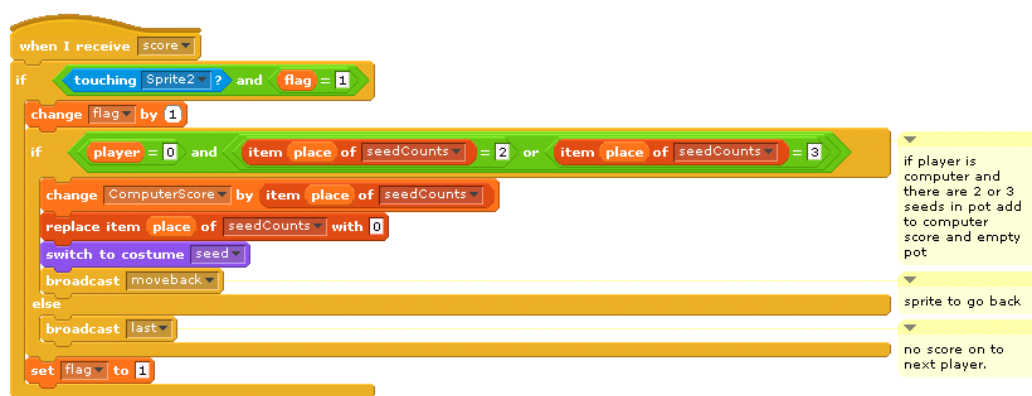 when I receive score
if touching Sprite2 ? and flag = 1
change flag by 1
if player = 0 and item place of seedCounts = 2 or item place of seedCounts = 3
change ComputerScore by item place of seedCounts
replace item place of seedCounts with 0
switch to costume seed
broadcast moveback
else
broadcast last
set flag to 1
if player is
computer and
there are 2 or 3
seeds in pot add
to computer
score and empty
pot
sprite to go back
no score on to
next player.